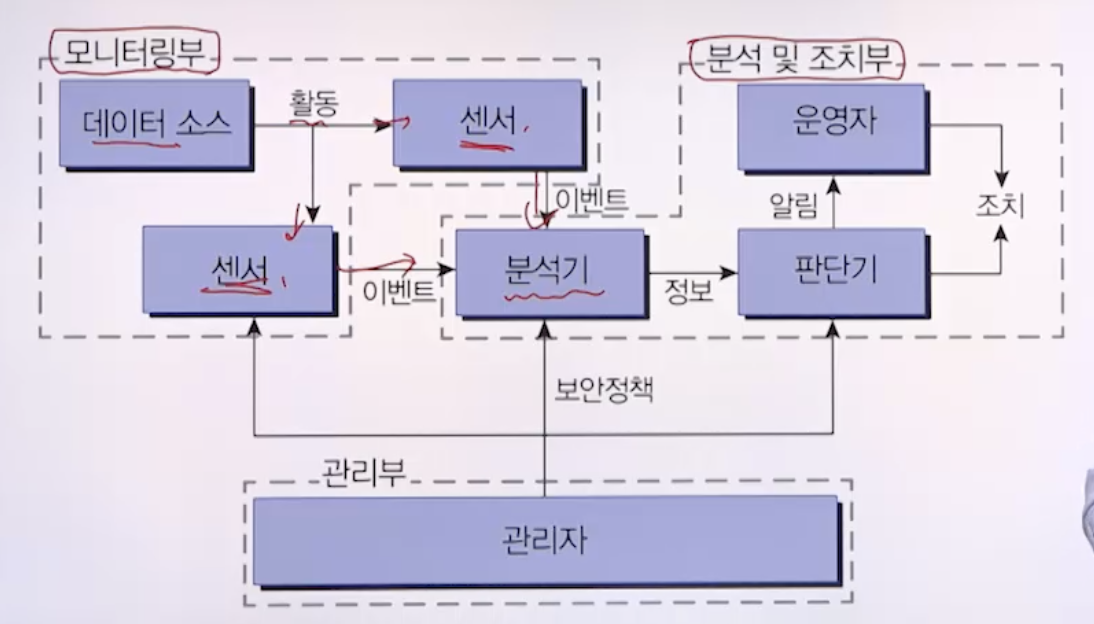 모니터링부
분석 및 조치부
데이터 소스
활동
센서
운영자
이벤트
알림
조치
센서
이벤트
분석기
정보
판단기
보안정책
관리부
관리자